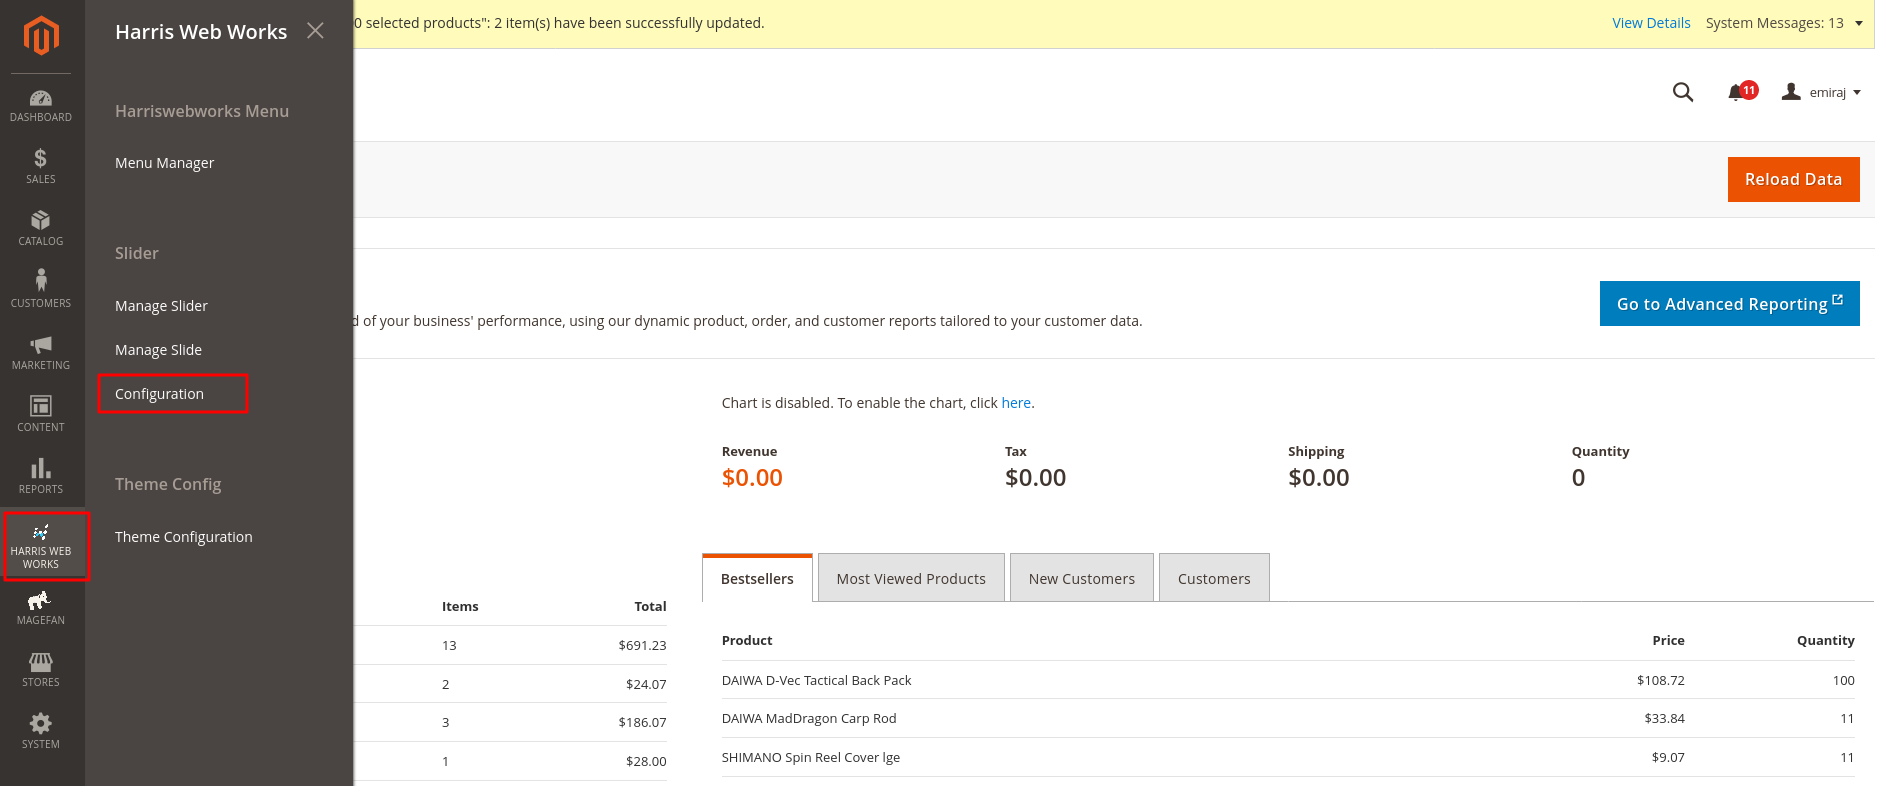 0 selected products": 2 item(s) have been successfully updated.
View Details
System Messages: 13
Harris Web Works
Harriswebworks Menu
Menu Manager
Slider
Manage Slider
Manage Slide
Configuration
Theme Config
Theme Configuration
DASHBOARD
SALES
CATALOG
CUSTOMERS
MARKETING
CONTENT
REPORTS
HARRIS WEB
WORKS
MAGEFAN
STORES
SYSTEM
11
emiraj
Reload Data
d of your business' performance, using our dynamic product, order, and customer reports tailored to your customer data.
Go to Advanced Reporting
Chart is disabled. To enable the chart, click here.
Revenue Tax Shipping Quantity
$0.00 $0.00 $0.00 0
Items Total
13 $691.23
2 $24.07
3 $186.07
1 $28.00
Bestsellers Most Viewed Products New Customers Customers
Product Price Quantity
DAIWA D-Vec Tactical Back Pack $108.72 100
DAIWA MadDragon Carp Rod $33.84 11
SHIMANO Spin Reel Cover lge $9.07 11